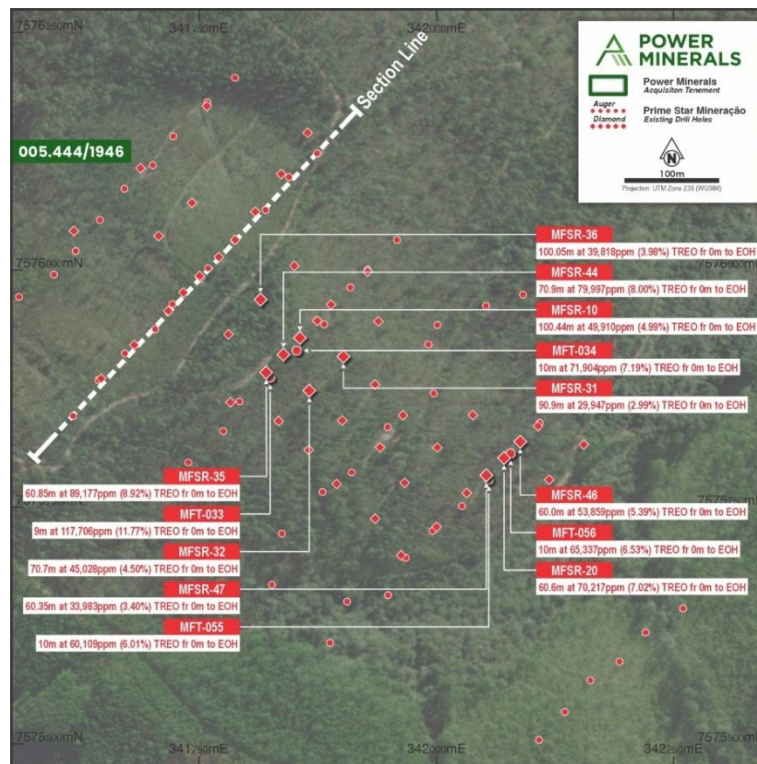 7576250mN
341750mE
342000mE
Section Line
POWER
MINERALS
Power Minerals
Acquisiton Tenement
Auger
Diamond
Prime Star Mineração
Existing Drill Holes
N
100m
Projection: UTM Zone 23S (WGS84)
005.444/1946
MFSR-36
100.05m at 39,818ppm (3.98%) TREO fr 0m to EOH
7576000mN
7576000mN
MFSR-44
70.9m at 79,997ppm (8.00%) TREO fr 0m to EOH
MFSR-10
100.44m at 49,910ppm (4.99%) TREO fr 0m to EOH
MFT-034
10m at 71,904ppm (7.19%) TREO fr 0m to EOH
MFSR-31
90.9m at 29,947ppm (2.99%) TREO fr 0m to EOH
MFSR-35
60.85m at 89,177ppm (8.92%) TREO fr 0m to EOH
MFT-033
9m at 117,706ppm (11.77%) TREO fr 0m to EOH
MFSR-32
70.7m at 45,028ppm (4.50%) TREO fr 0m to EOH
MFSR-47
60.35m at 33,983ppm (3.40%) TREO fr 0m to EOH
MFT-055
10m at 60,109ppm (6.01%) TREO fr 0m to EOH
MFSR-46
60.0m at 53,859ppm (5.39%) TREO fr 0m to EOH
MFT-056
10m at 65,337ppm (6.53%) TREO fr 0m to EOH
MFSR-20
60.6m at 70,217ppm (7.02%) TREO fr 0m to EOH
7575500mN
7575500mN
341750mE
342000mE
342250mE